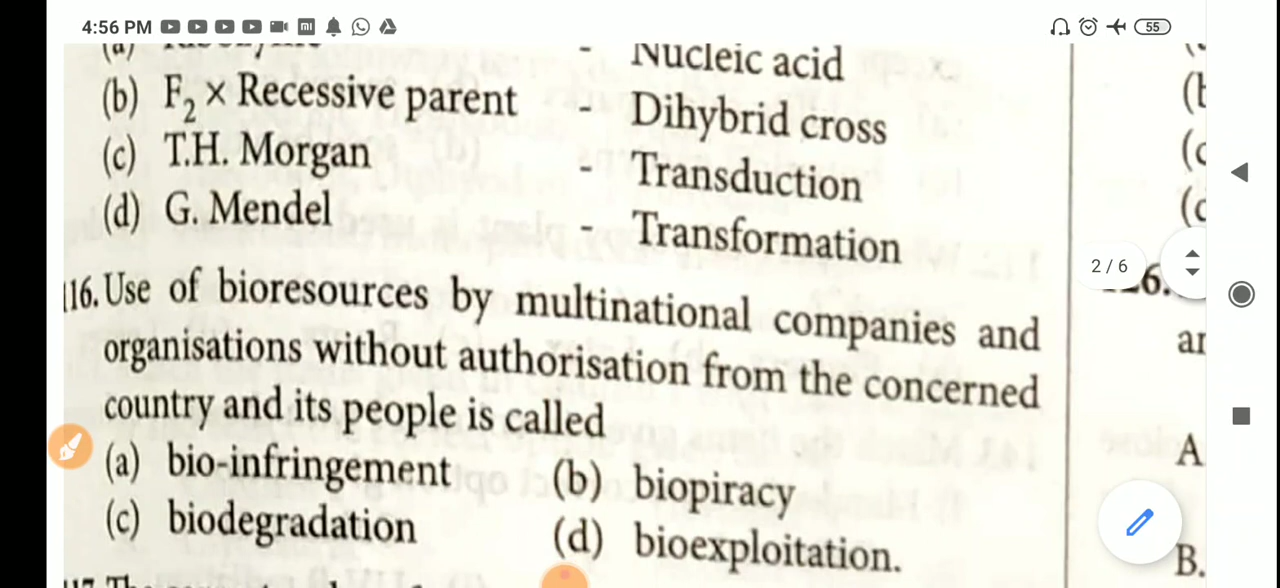 4:56 PM
55
- Nucleic acid
(b) F₂ × Recessive parent - Dihybrid cross
(c) T.H. Morgan - Transduction
(d) G. Mendel - Transformation
116. Use of bioresources by multinational companies and
organisations without authorisation from the concerned
country and its people is called
(a) bio-infringement (b) biopiracy
(c) biodegradation (d) bioexploitation.
2 / 6
A
B.